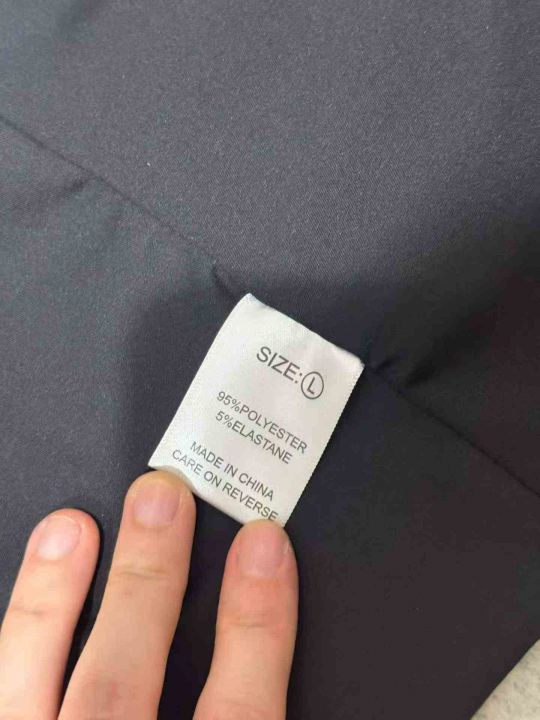 SIZE: L
95%POLYESTER
5%ELASTANE
MADE IN CHINA
CARE ON REVERSE